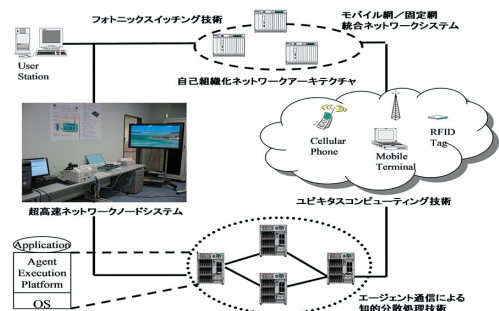 フォトニックスイッチング技術
モバイル網／固定網
統合ネットワークシステム
User
Station
自己組織化ネットワークアーキテクチャ
Cellular
Phone
Mobile
Terminal
RFID
Tag
超高速ネットワークノードシステム
ユビキタスコンピューティング技術
Application
Agent
Execution
Platform
OS
エージェント通信による
知的分散処理技術